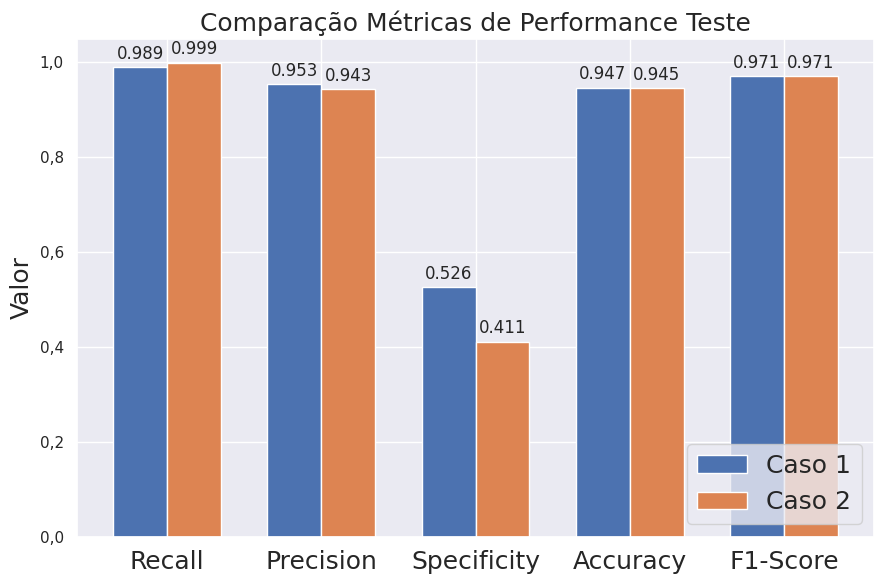 Comparação Métricas de Performance Teste
Valor
1,0
0,8
0,6
0,4
0,2
0,0
0.989
0.999
0.953
0.943
0.526
0.411
0.947
0.945
0.971
0.971
Recall
Precision
Specificity
Accuracy
F1-Score
Caso 1
Caso 2